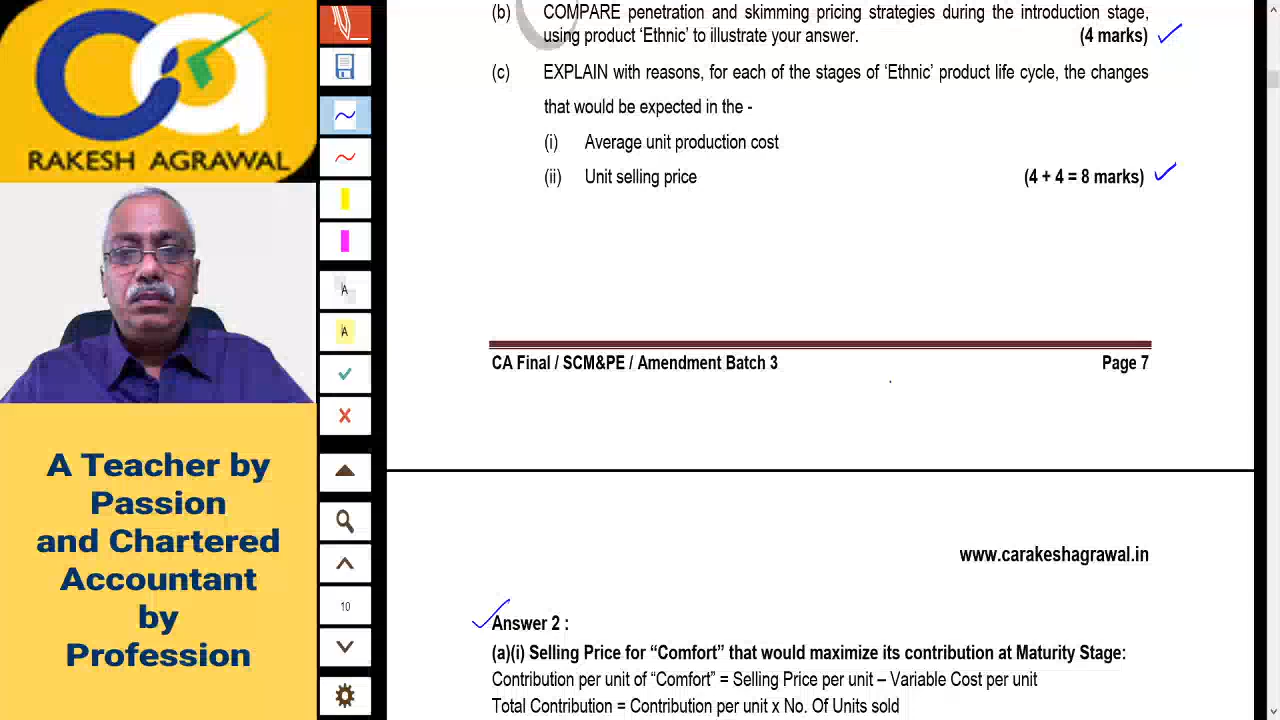 RAKESH AGRAWAL
A Teacher by
Passion
and Chartered
Accountant
by
Profession
A
A
10
(b) COMPARE penetration and skimming pricing strategies during the introduction stage,
using product ‘Ethnic’ to illustrate your answer. (4 marks)
(c) EXPLAIN with reasons, for each of the stages of ‘Ethnic’ product life cycle, the changes
that would be expected in the -
(i) Average unit production cost
(ii) Unit selling price (4 + 4 = 8 marks)
CA Final / SCM&PE / Amendment Batch 3 Page 7
www.carakeshagrawal.in
Answer 2 :
(a)(i) Selling Price for “Comfort” that would maximize its contribution at Maturity Stage:
Contribution per unit of “Comfort” = Selling Price per unit – Variable Cost per unit
Total Contribution = Contribution per unit x No. Of Units sold